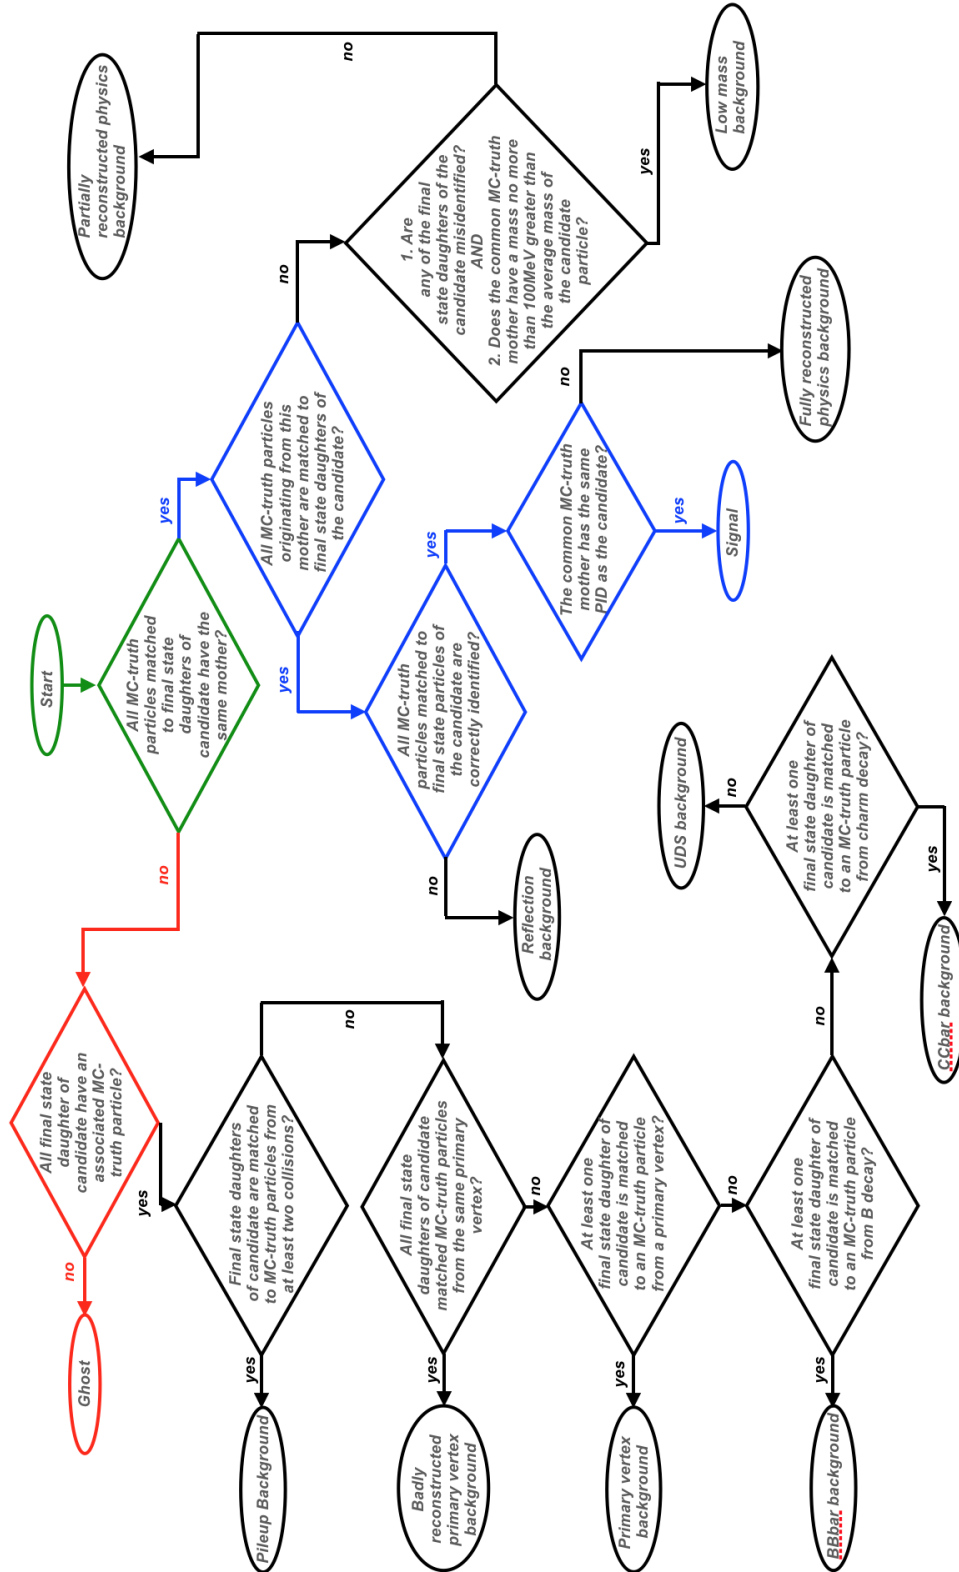 Start
All MC-truth
particles matched
to final state
daughters of
candidate have the
same mother?
no
yes
All final state
daughter of
candidate have an
associated MC-
truth particle?
no
Ghost
yes
All MC-truth particles
originating from this
mother are matched to
final state daughters of
the candidate?
yes
no
1. Are
any of the final
state daughters of the
candidate misidentified?
AND
2. Does the common MC-truth
mother have a mass no more
than 100MeV greater than
the average mass of
the candidate
particle?
no
Partially
reconstructed physics
background
yes
Low mass
background
All MC-truth
particles matched to
final state particles of
the candidate are
correctly identified?
no
Reflection
background
yes
The common MC-truth
mother has the same
PID as the candidate?
no
Fully reconstructed
physics background
yes
Signal
Final state daughters
of candidate are matched
to MC-truth particles from
at least two collisions?
yes
Pileup Background
no
All final state
daughters of candidate
matched MC-truth particles
from the same primary
vertex?
yes
Badly
reconstructed
primary vertex
background
no
At least one
final state daughter of
candidate is matched
to an MC-truth particle
from a primary vertex?
yes
Primary vertex
background
no
At least one
final state daughter of
candidate is matched
to an MC-truth particle
from B decay?
yes
BBbar background
no
At least one
final state daughter of
candidate is matched
to an MC-truth particle
from charm decay?
no
UDS background
yes
CCbar background